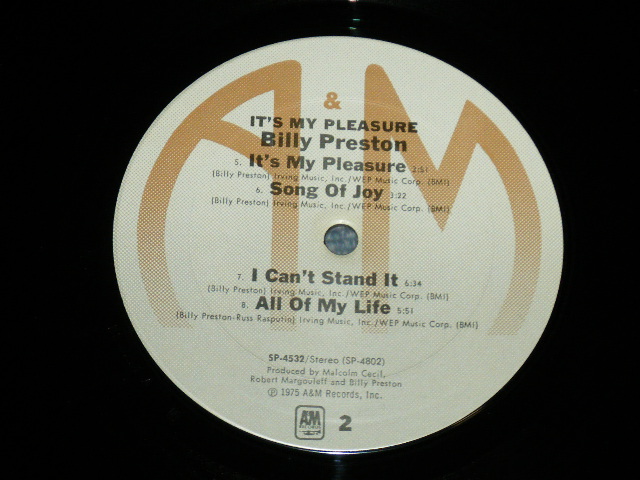 A&M
IT'S MY PLEASURE
Billy Preston
5. It's My Pleasure 2:51
(Billy Preston) Irving Music, Inc./WEP Music Corp. (BMI)
6. Song Of Joy 3:22
(Billy Preston) Irving Music, Inc./WEP Music Corp. (BMI)
7. I Can't Stand It 6:34
(Billy Preston) Irving Music, Inc./WEP Music Corp. (BMI)
8. All Of My Life 5:51
(Billy Preston-Russ Rasputin) Irving Music, Inc./WEP Music Corp. (BMI)
SP-4532/Stereo (SP-4802)
Produced by Malcolm Cecil,
Robert Margouleff and Billy Preston
℗ 1975 A&M Records, Inc.
A&M RECORDS 2